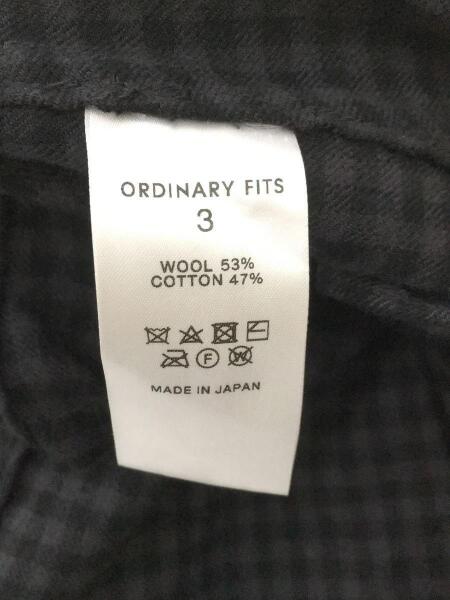 ORDINARY FITS
3
WOOL 53%
COTTON 47%
F W
MADE IN JAPAN